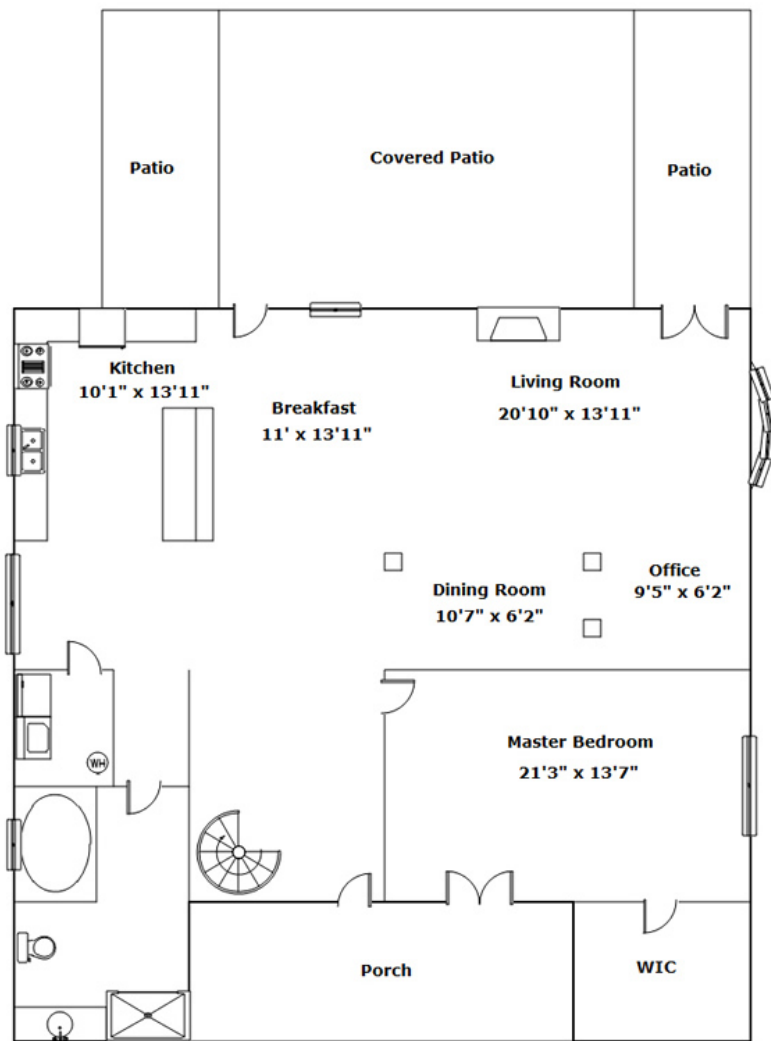 Patio
Covered Patio
Patio
Kitchen
10'1" x 13'11"
Breakfast
11' x 13'11"
Living Room
20'10" x 13'11"
Dining Room
10'7" x 6'2"
Office
9'5" x 6'2"
WH
Master Bedroom
21'3" x 13'7"
Porch
WIC